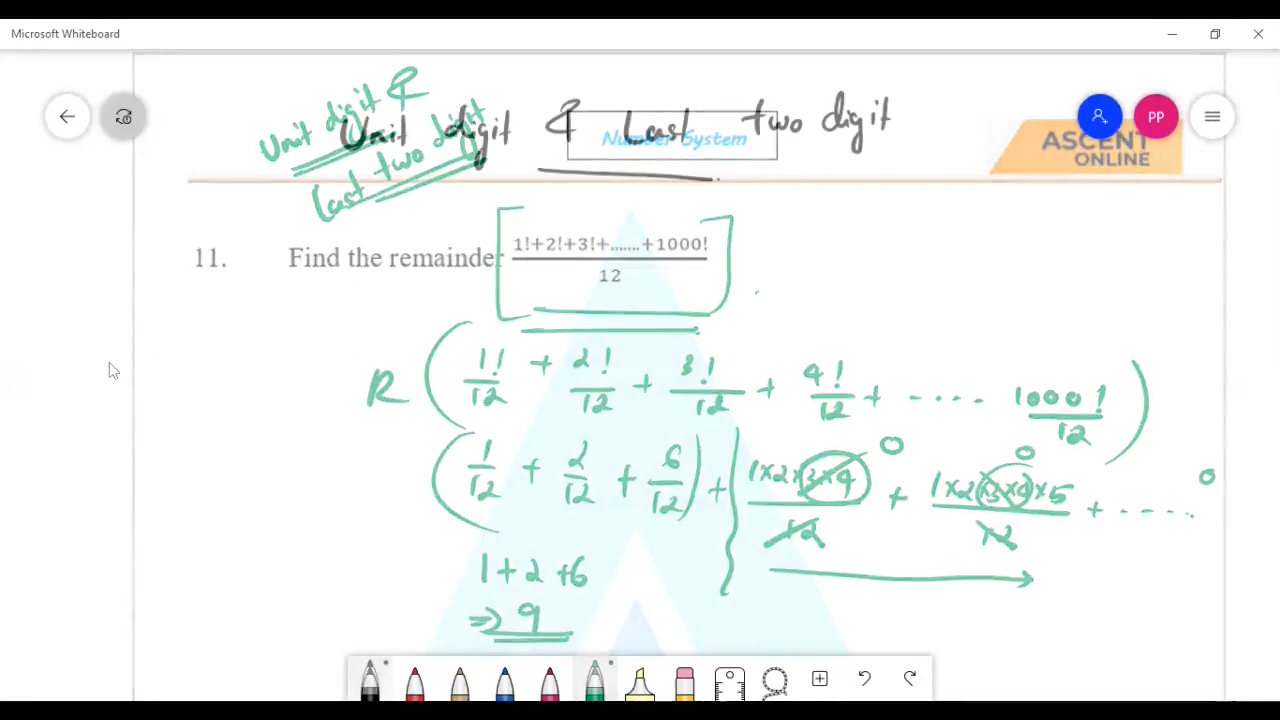 Microsoft Whiteboard
Unit digit &
Last two digit
Unit digit & Last two digit
Number System
ASCENT
ONLINE
PP
11. Find the remainder 1!+2!+3!+.......+1000! / 12
R ( 1!/12 + 2!/12 + 3!/12 + 4!/12 + .... 1000!/12 )
( 1/12 + 2/12 + 6/12 ) + 1×2×3×4/12 0 + 1×2×3×4×5/12 0 + ..... 0
1+2+6
⇒ 9